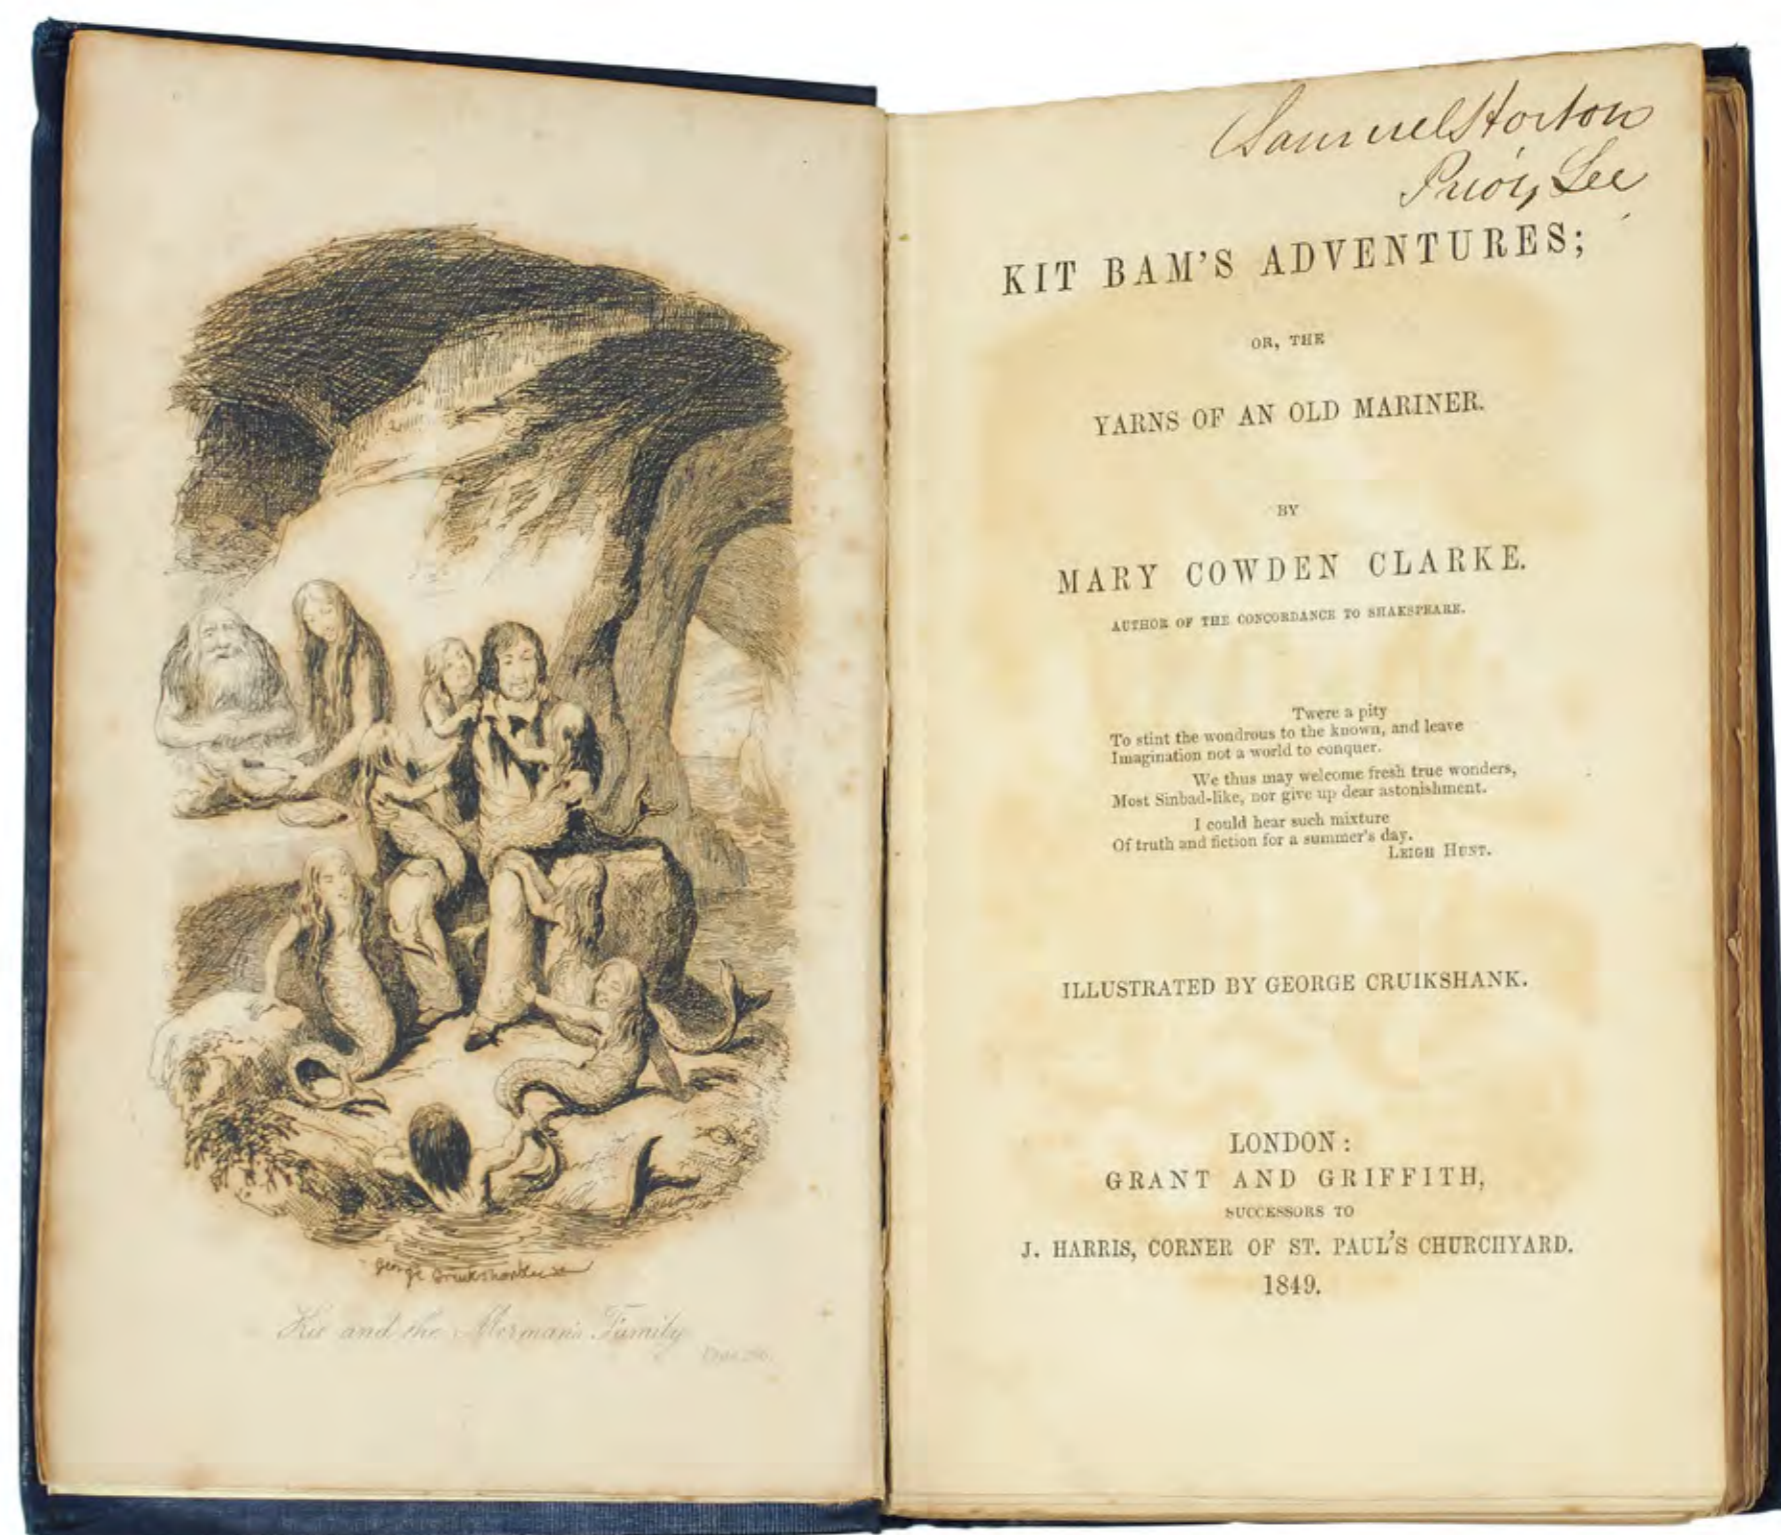 George Cruikshank
Kit and the Merman's Family
Samuel Horton
Priory Lee
KIT BAM'S ADVENTURES;
OR, THE
YARNS OF AN OLD MARINER.
BY
MARY COWDEN CLARKE.
AUTHOR OF THE CONCORDANCE TO SHAKSPEARE.
Twere a pity
To stint the wondrous to the known, and leave
Imagination not a world to conquer.
We thus may welcome fresh true wonders,
Most Sinbad-like, nor give up dear astonishment.
I could hear such mixture
Of truth and fiction for a summer's day.
LEIGH HUNT.
ILLUSTRATED BY GEORGE CRUIKSHANK.
LONDON:
GRANT AND GRIFFITH,
SUCCESSORS TO
J. HARRIS, CORNER OF ST. PAUL'S CHURCHYARD.
1849.